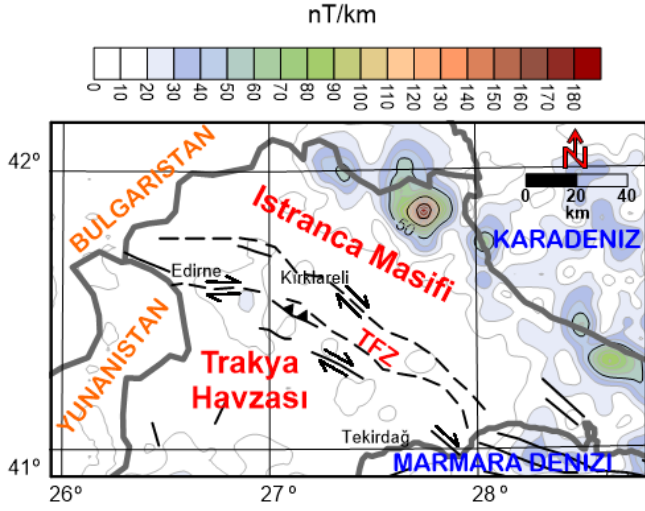 nT/km
0 10 20 30 40 50 60 70 80 90 100 110 120 130 140 150 160 170 180
42°
41°
26°
27°
28°
BULGARISTAN
YUNANISTAN
Istranca Masifi
50
N
0 20 40
km
KARADENIZ
Edirne
Kırklareli
TFZ
Trakya
Havzası
Tekirdağ
MARMARA DENIZI